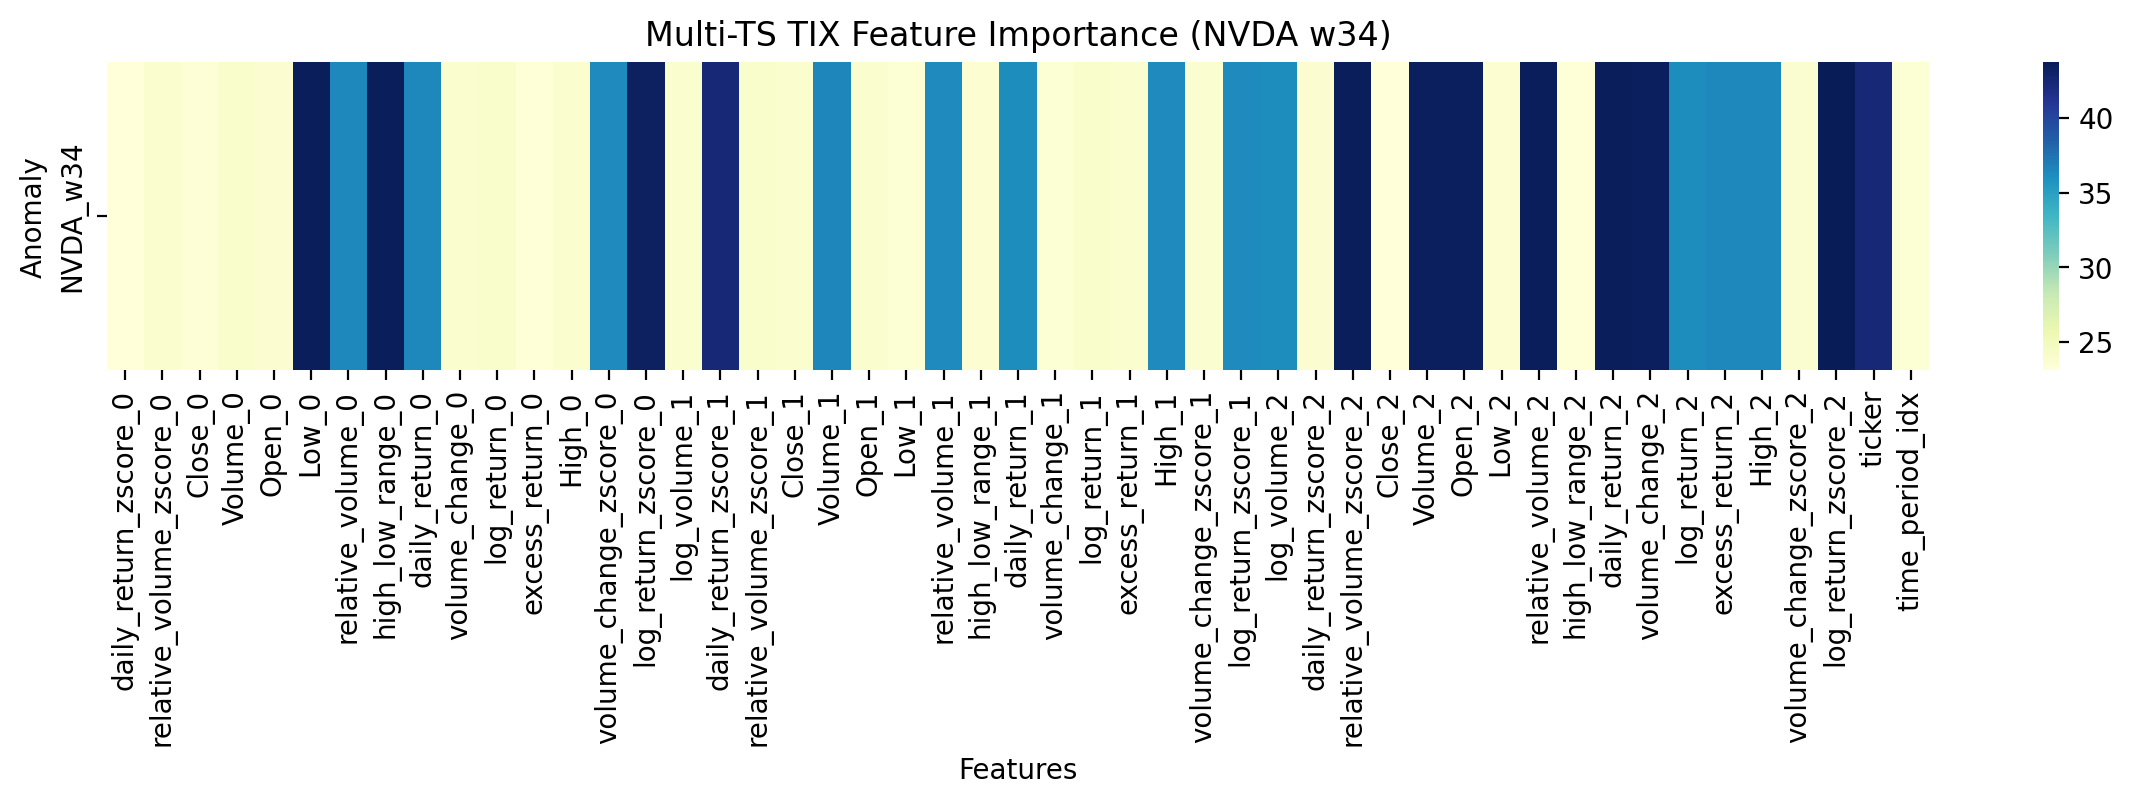 Multi-TS TIX Feature Importance (NVDA w34)
Anomaly
NVDA_w34
40
35
30
25
daily_return_zscore_0
relative_volume_zscore_0
Close_0
Volume_0
Open_0
Low_0
relative_volume_0
high_low_range_0
daily_return_0
volume_change_0
log_return_0
excess_return_0
High_0
volume_change_zscore_0
log_return_zscore_0
log_volume_1
daily_return_zscore_1
relative_volume_zscore_1
Close_1
Volume_1
Open_1
Low_1
relative_volume_1
high_low_range_1
daily_return_1
volume_change_1
log_return_1
excess_return_1
High_1
volume_change_zscore_1
log_return_zscore_1
log_volume_2
daily_return_zscore_2
relative_volume_zscore_2
Close_2
Volume_2
Open_2
Low_2
relative_volume_2
high_low_range_2
daily_return_2
volume_change_2
log_return_2
excess_return_2
High_2
volume_change_zscore_2
log_return_zscore_2
ticker
time_period_idx
Features